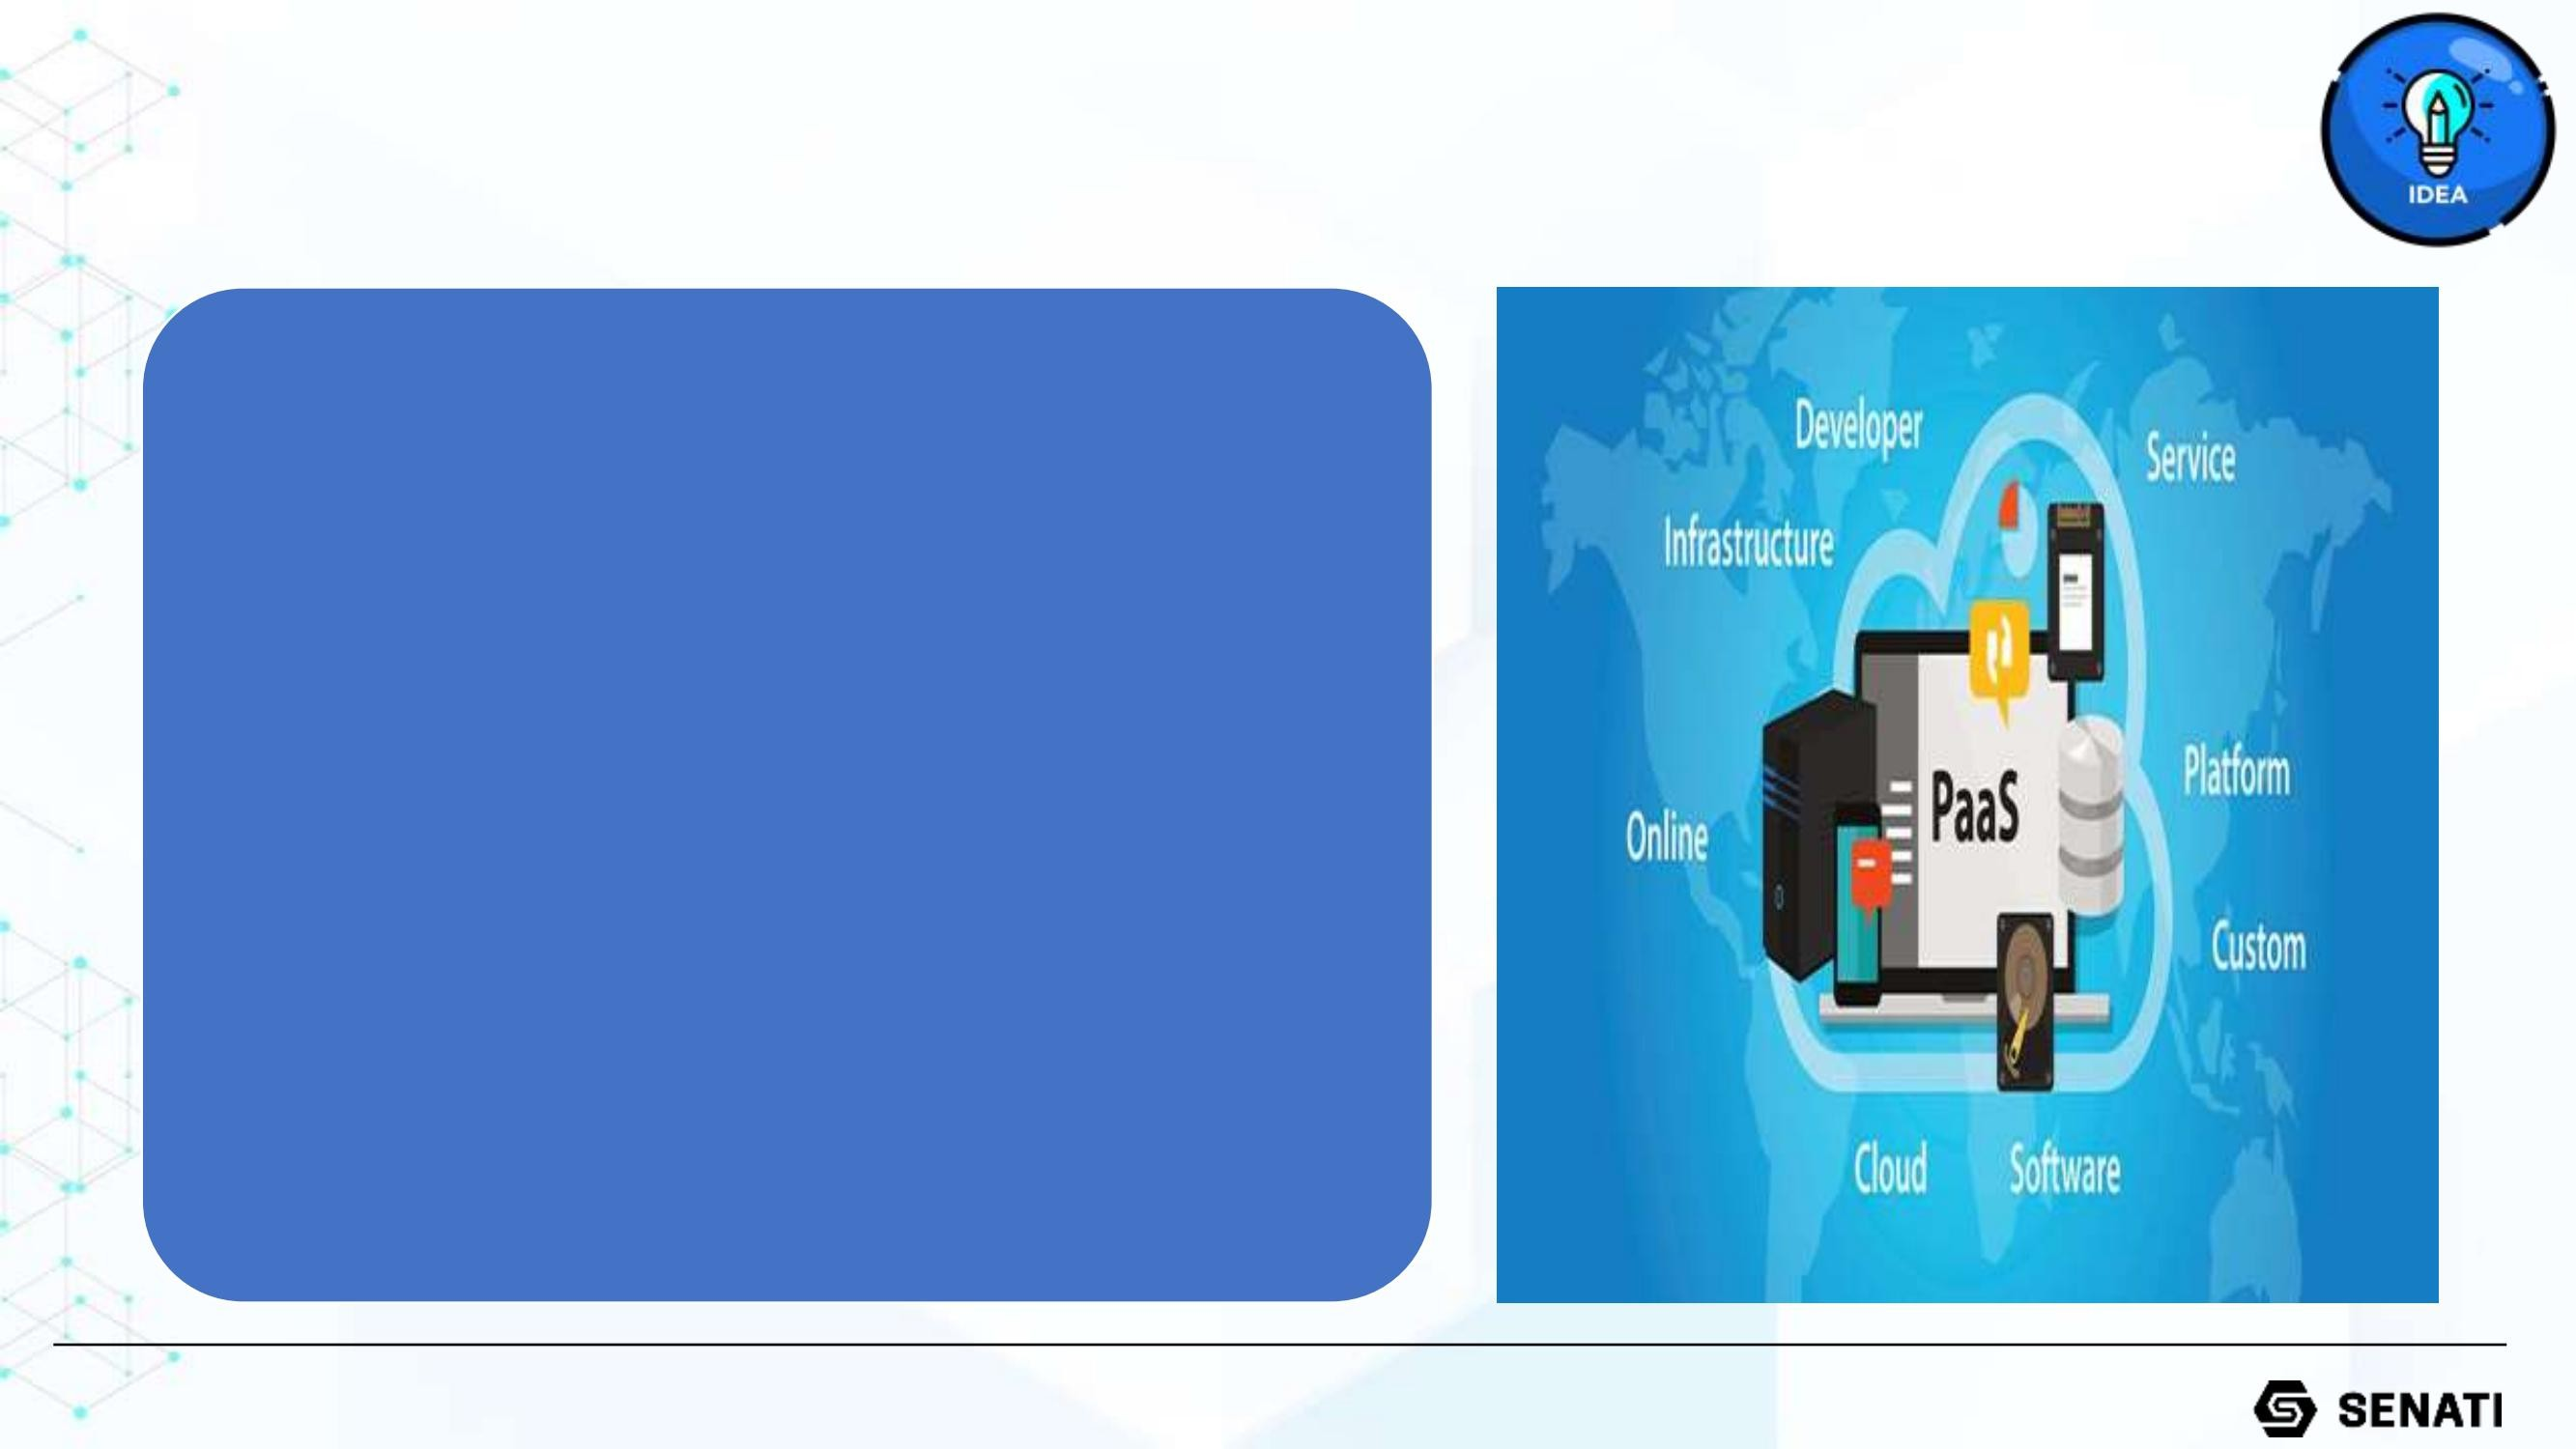 IDEA
Developer
Service
Infrastructure
PaaS
Platform
Online
Custom
Cloud
Software
SENATI